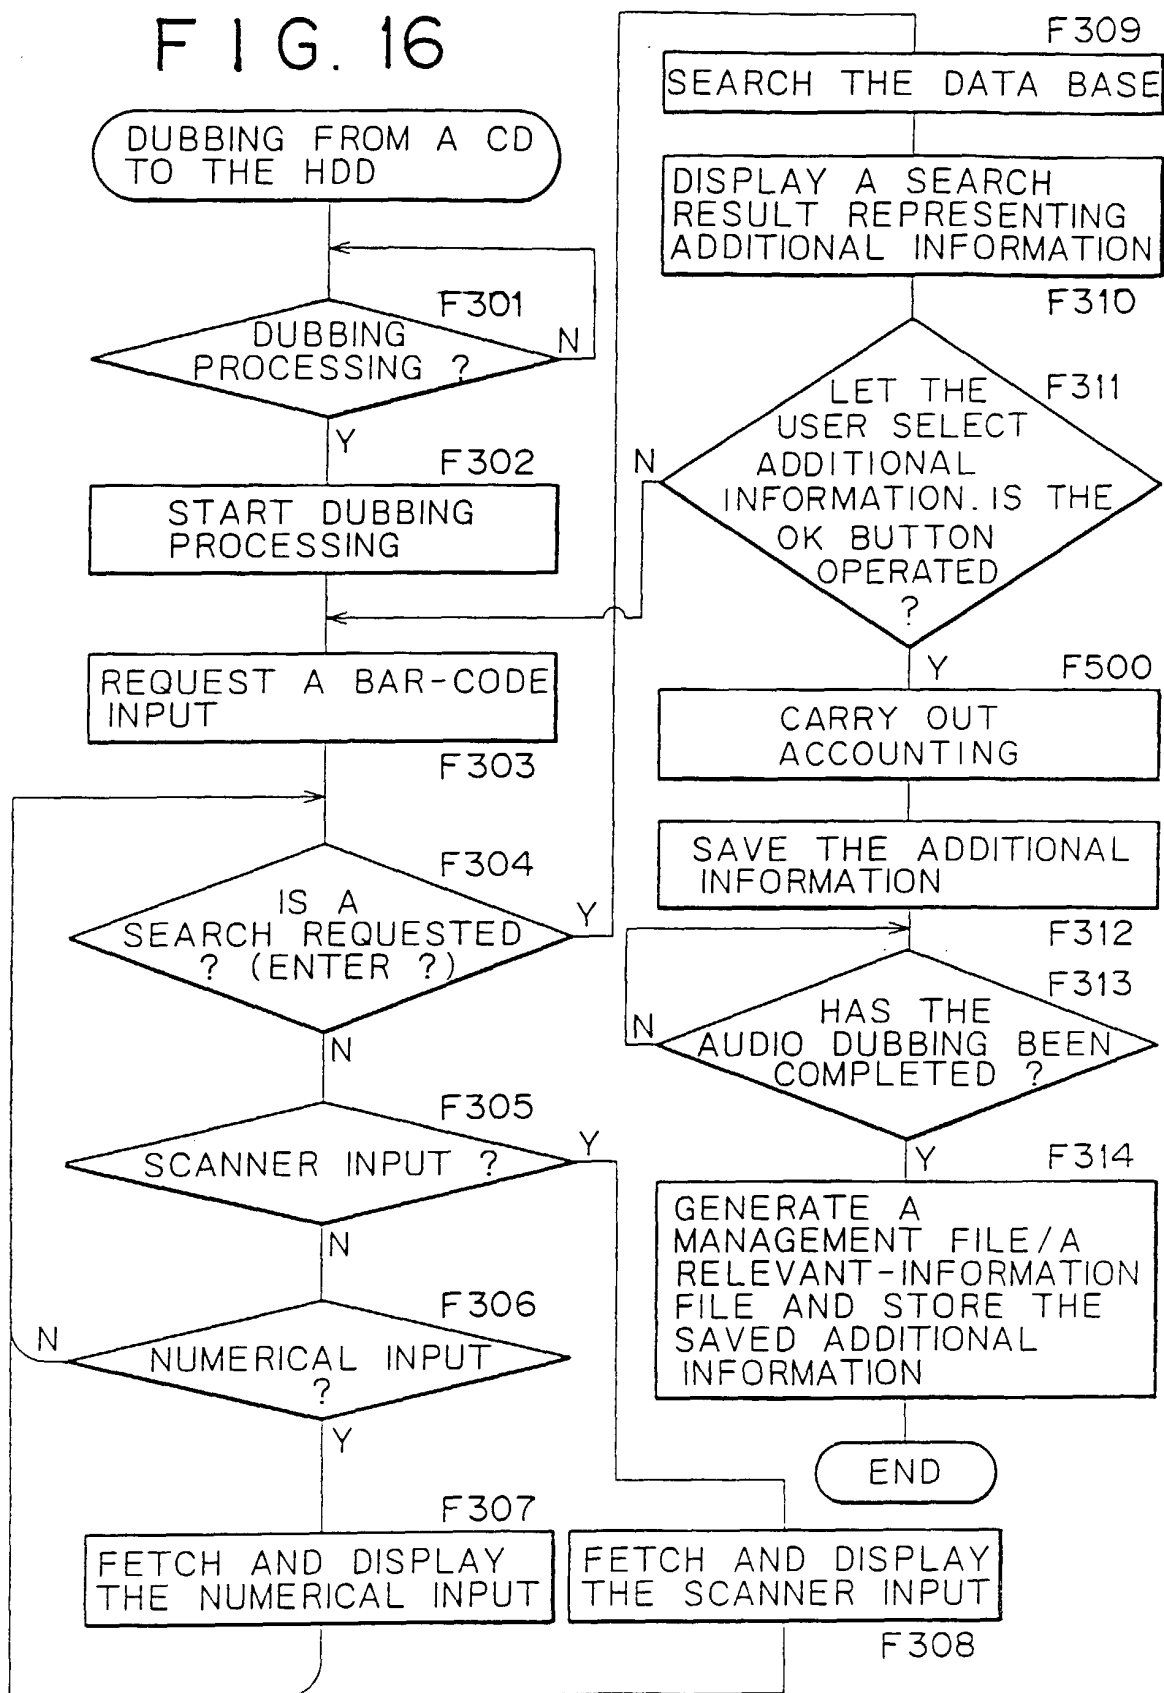 FIG. 16
DUBBING FROM A CD
TO THE HDD
F301
DUBBING
PROCESSING ?
N
Y
F302
START DUBBING
PROCESSING
REQUEST A BAR-CODE
INPUT
F303
F304
IS A
SEARCH REQUESTED
? (ENTER ?)
Y
N
F305
SCANNER INPUT ?
Y
N
F306
NUMERICAL INPUT
?
N
Y
F307
FETCH AND DISPLAY
THE NUMERICAL INPUT
FETCH AND DISPLAY
THE SCANNER INPUT
F308
F309
SEARCH THE DATA BASE
DISPLAY A SEARCH
RESULT REPRESENTING
ADDITIONAL INFORMATION
F310
F311
LET THE
USER SELECT
ADDITIONAL
INFORMATION. IS THE
OK BUTTON
OPERATED
?
N
Y
F500
CARRY OUT
ACCOUNTING
SAVE THE ADDITIONAL
INFORMATION
F312
F313
HAS THE
AUDIO DUBBING BEEN
COMPLETED ?
N
Y
F314
GENERATE A
MANAGEMENT FILE/A
RELEVANT-INFORMATION
FILE AND STORE THE
SAVED ADDITIONAL
INFORMATION
END